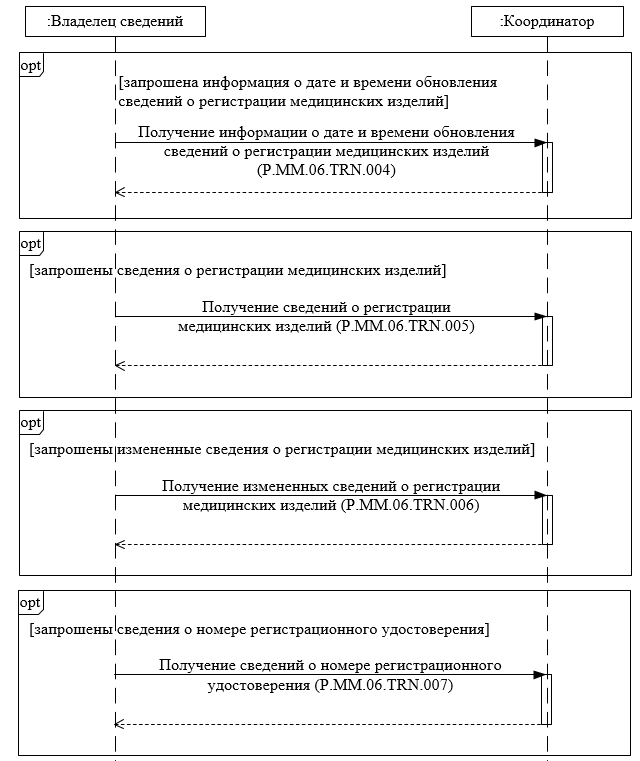 :Владелец сведений
:Координатор
opt
[запрошена информация о дате и времени обновления
сведений о регистрации медицинских изделий]
Получение информации о дате и времени обновления
сведений о регистрации медицинских изделий
(P.MM.06.TRN.004)
opt
[запрошены сведения о регистрации медицинских изделий]
Получение сведений о регистрации
медицинских изделий (P.MM.06.TRN.005)
opt
[запрошены измененные сведения о регистрации медицинских изделий]
Получение измененных сведений о регистрации
медицинских изделий (P.MM.06.TRN.006)
opt
[запрошены сведения о номере регистрационного удостоверения]
Получение сведений о номере регистрационного
удостоверения (P.MM.06.TRN.007)